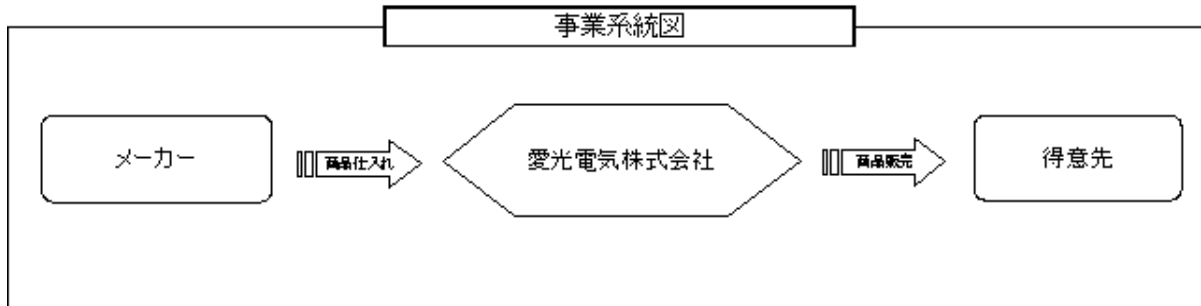 事業系統図
メーカー
商品仕入れ
愛光電気株式会社
商品販売
得意先